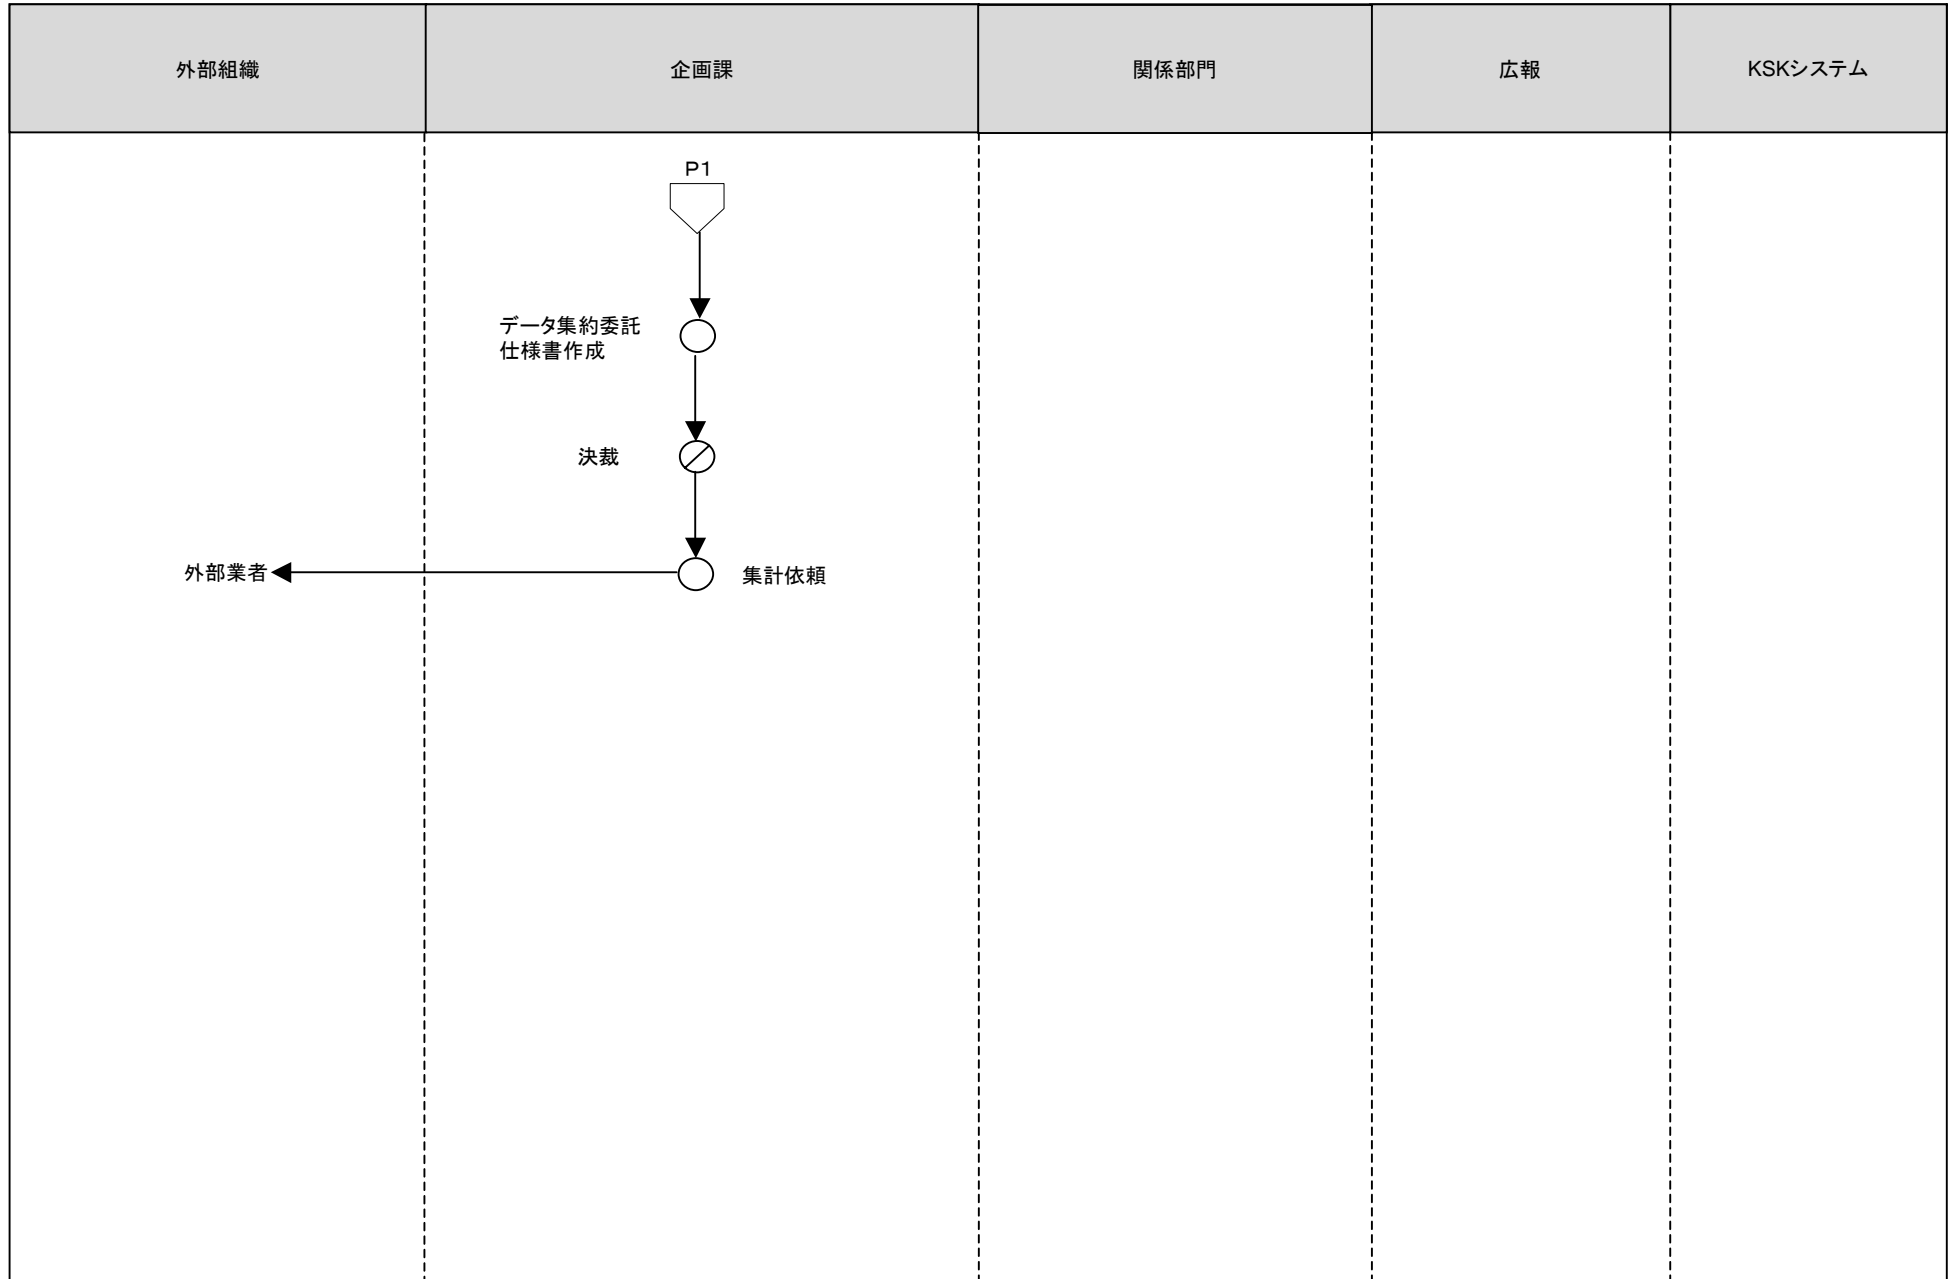 外部組織
企画課
関係部門
広報
KSKシステム
P1
データ集約委託
仕様書作成
決裁
外部業者
集計依頼